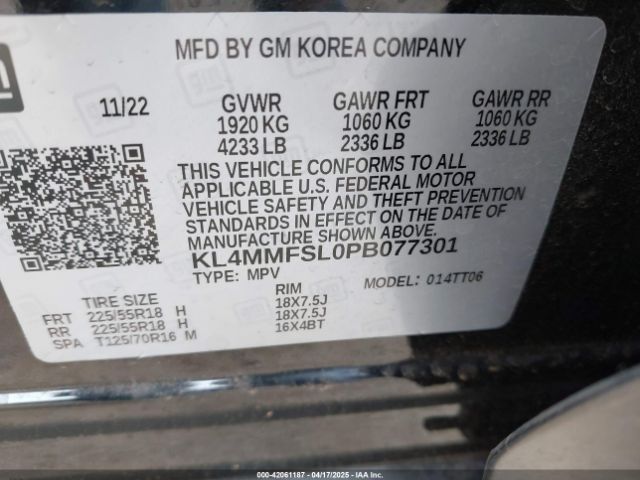 MFD BY GM KOREA COMPANY
11/22 GVWR GAWR FRT GAWR RR
1920 KG 1060 KG 1060 KG
4233 LB 2336 LB 2336 LB
THIS VEHICLE CONFORMS TO ALL
APPLICABLE U.S. FEDERAL MOTOR
VEHICLE SAFETY AND THEFT PREVENTION
STANDARDS IN EFFECT ON THE DATE OF
MANUFACTURE SHOWN ABOVE.
KL4MMFSL0PB077301
TYPE: MPV MODEL: 014TT06
TIRE SIZE RIM
FRT 225/55R18 H 18X7.5J
RR 225/55R18 H 18X7.5J
SPA T125/70R16 M 16X4BT
000-42061187 - 04/17/2025 - IAA Inc.